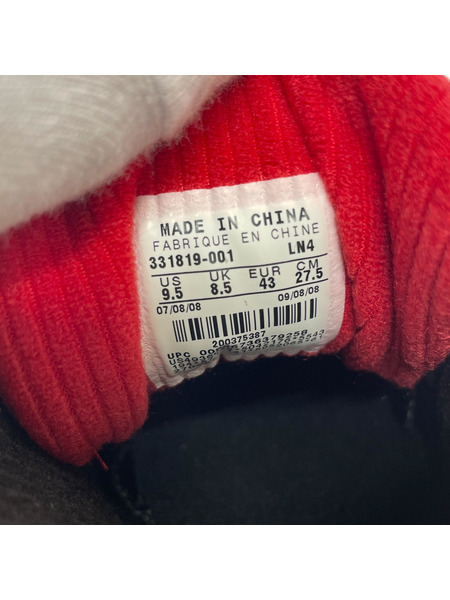 MADE IN CHINA
FABRIQUE EN CHINE
331819-001 LN4
US UK EUR CM
9.5 8.5 43 27.5
07/08/08 09/08/08
200375387
UPC